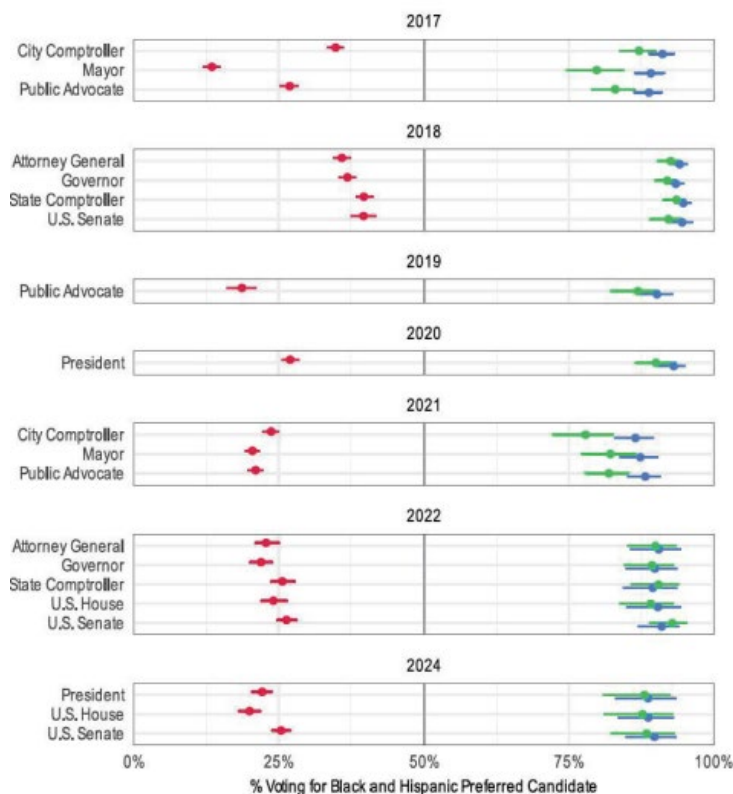 2017
City Comptroller
Mayor
Public Advocate
2018
Attorney General
Governor
State Comptroller
U.S. Senate
2019
Public Advocate
2020
President
2021
City Comptroller
Mayor
Public Advocate
2022
Attorney General
Governor
State Comptroller
U.S. House
U.S. Senate
2024
President
U.S. House
U.S. Senate
0% 25% 50% 75% 100%
% Voting for Black and Hispanic Preferred Candidate